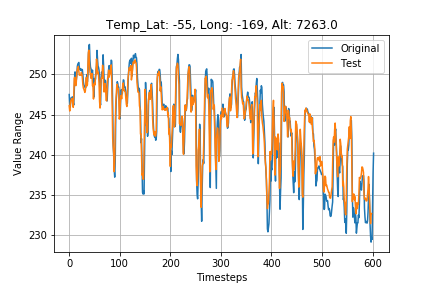 Temp_Lat: -55, Long: -169, Alt: 7263.0
Original
Test
Value Range
250
245
240
235
230
0 100 200 300 400 500 600
Timesteps